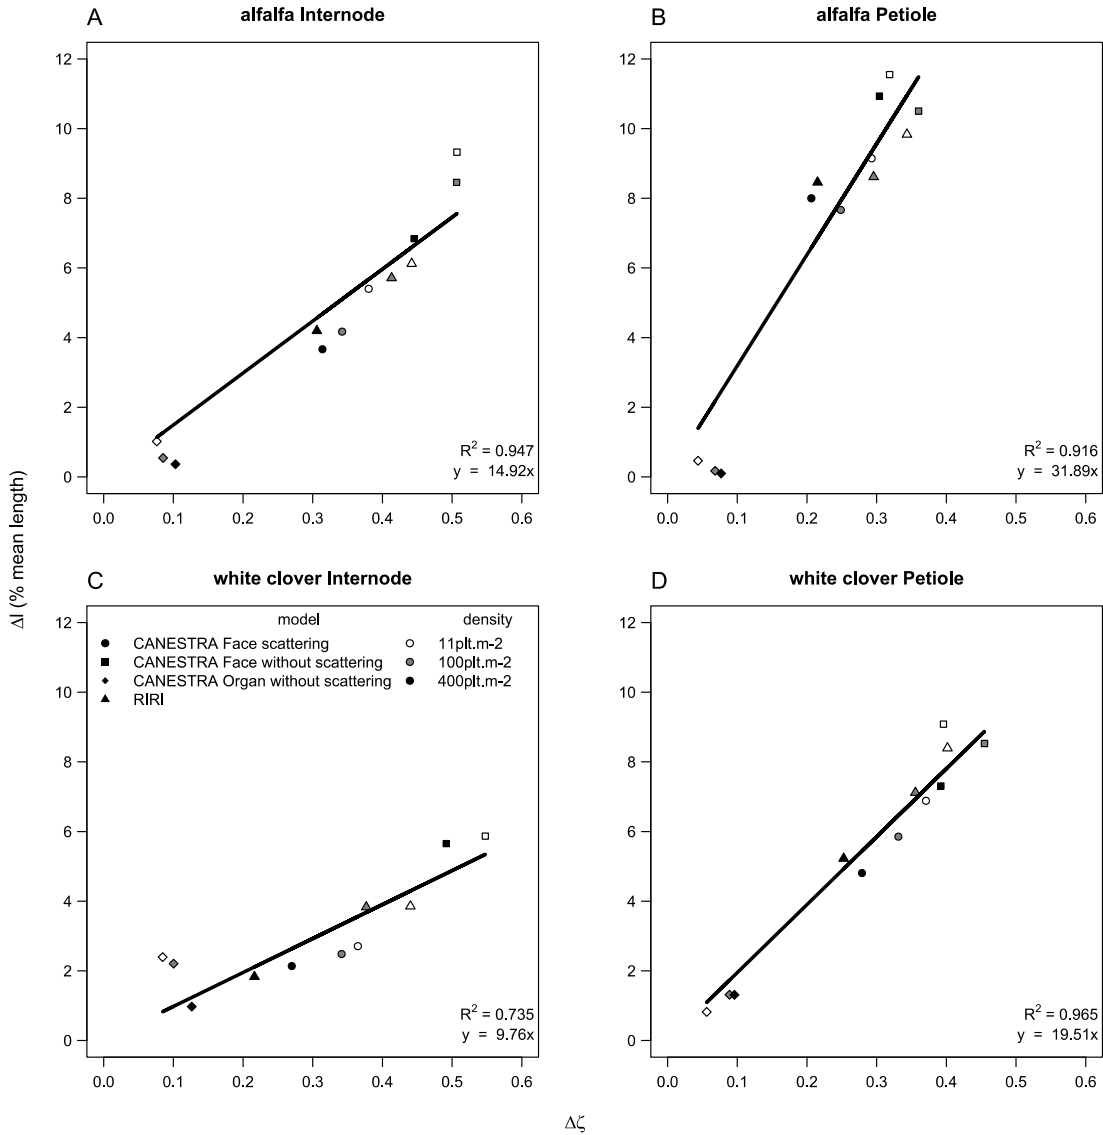 A alfalfa Internode
12
10
8
6
4
2
0
R² = 0.947
y = 14.92x
0.0 0.1 0.2 0.3 0.4 0.5 0.6
B alfalfa Petiole
12
10
8
6
4
2
0
R² = 0.916
y = 31.89x
0.0 0.1 0.2 0.3 0.4 0.5 0.6
Δl (% mean length)
C white clover Internode
12
10
8
6
4
2
0
model density
CANESTRA Face scattering 11plt.m-2
CANESTRA Face without scattering 100plt.m-2
CANESTRA Organ without scattering 400plt.m-2
RIRI
R² = 0.735
y = 9.76x
0.0 0.1 0.2 0.3 0.4 0.5 0.6
D white clover Petiole
12
10
8
6
4
2
0
R² = 0.965
y = 19.51x
0.0 0.1 0.2 0.3 0.4 0.5 0.6
Δζ